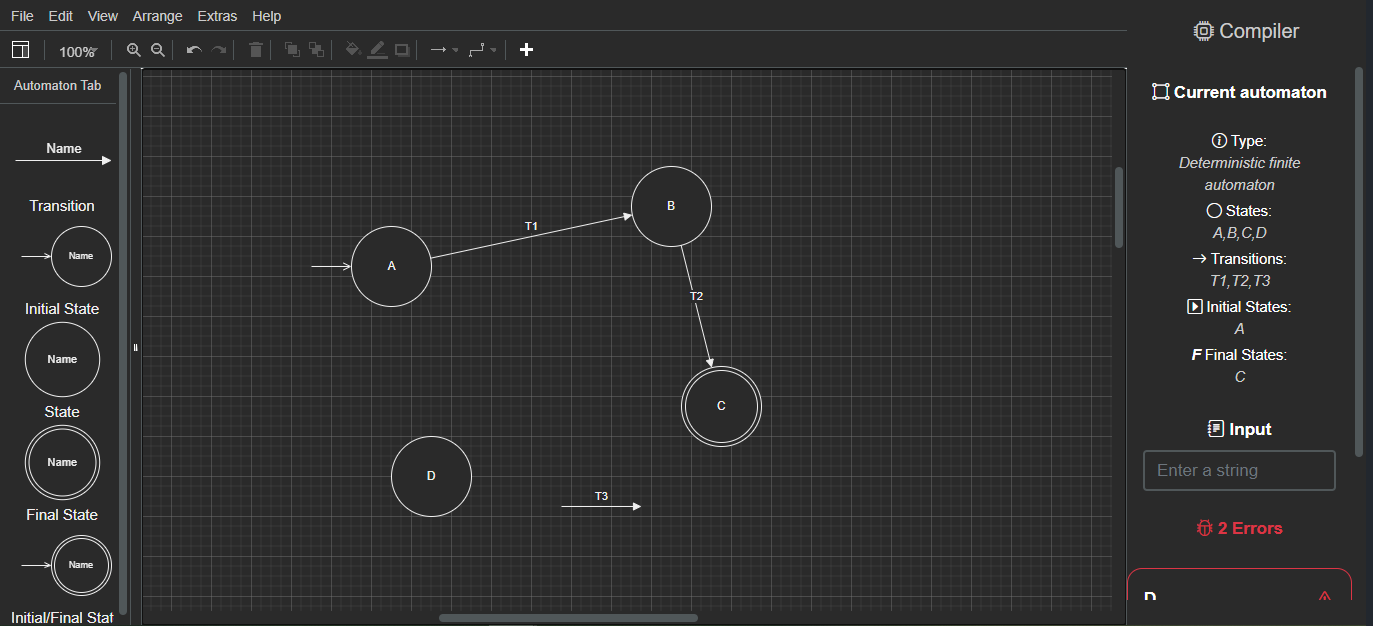 File Edit View Arrange Extras Help
100%
Automaton Tab
Name
Transition
Name
Initial State
Name
State
Name
Final State
Name
Initial/Final Stat
A
T1
B
T2
C
D
T3
Compiler
Current automaton
Type:
Deterministic finite
automaton
States:
A,B,C,D
Transitions:
T1,T2,T3
Initial States:
A
F Final States:
C
Input
Enter a string
2 Errors
D